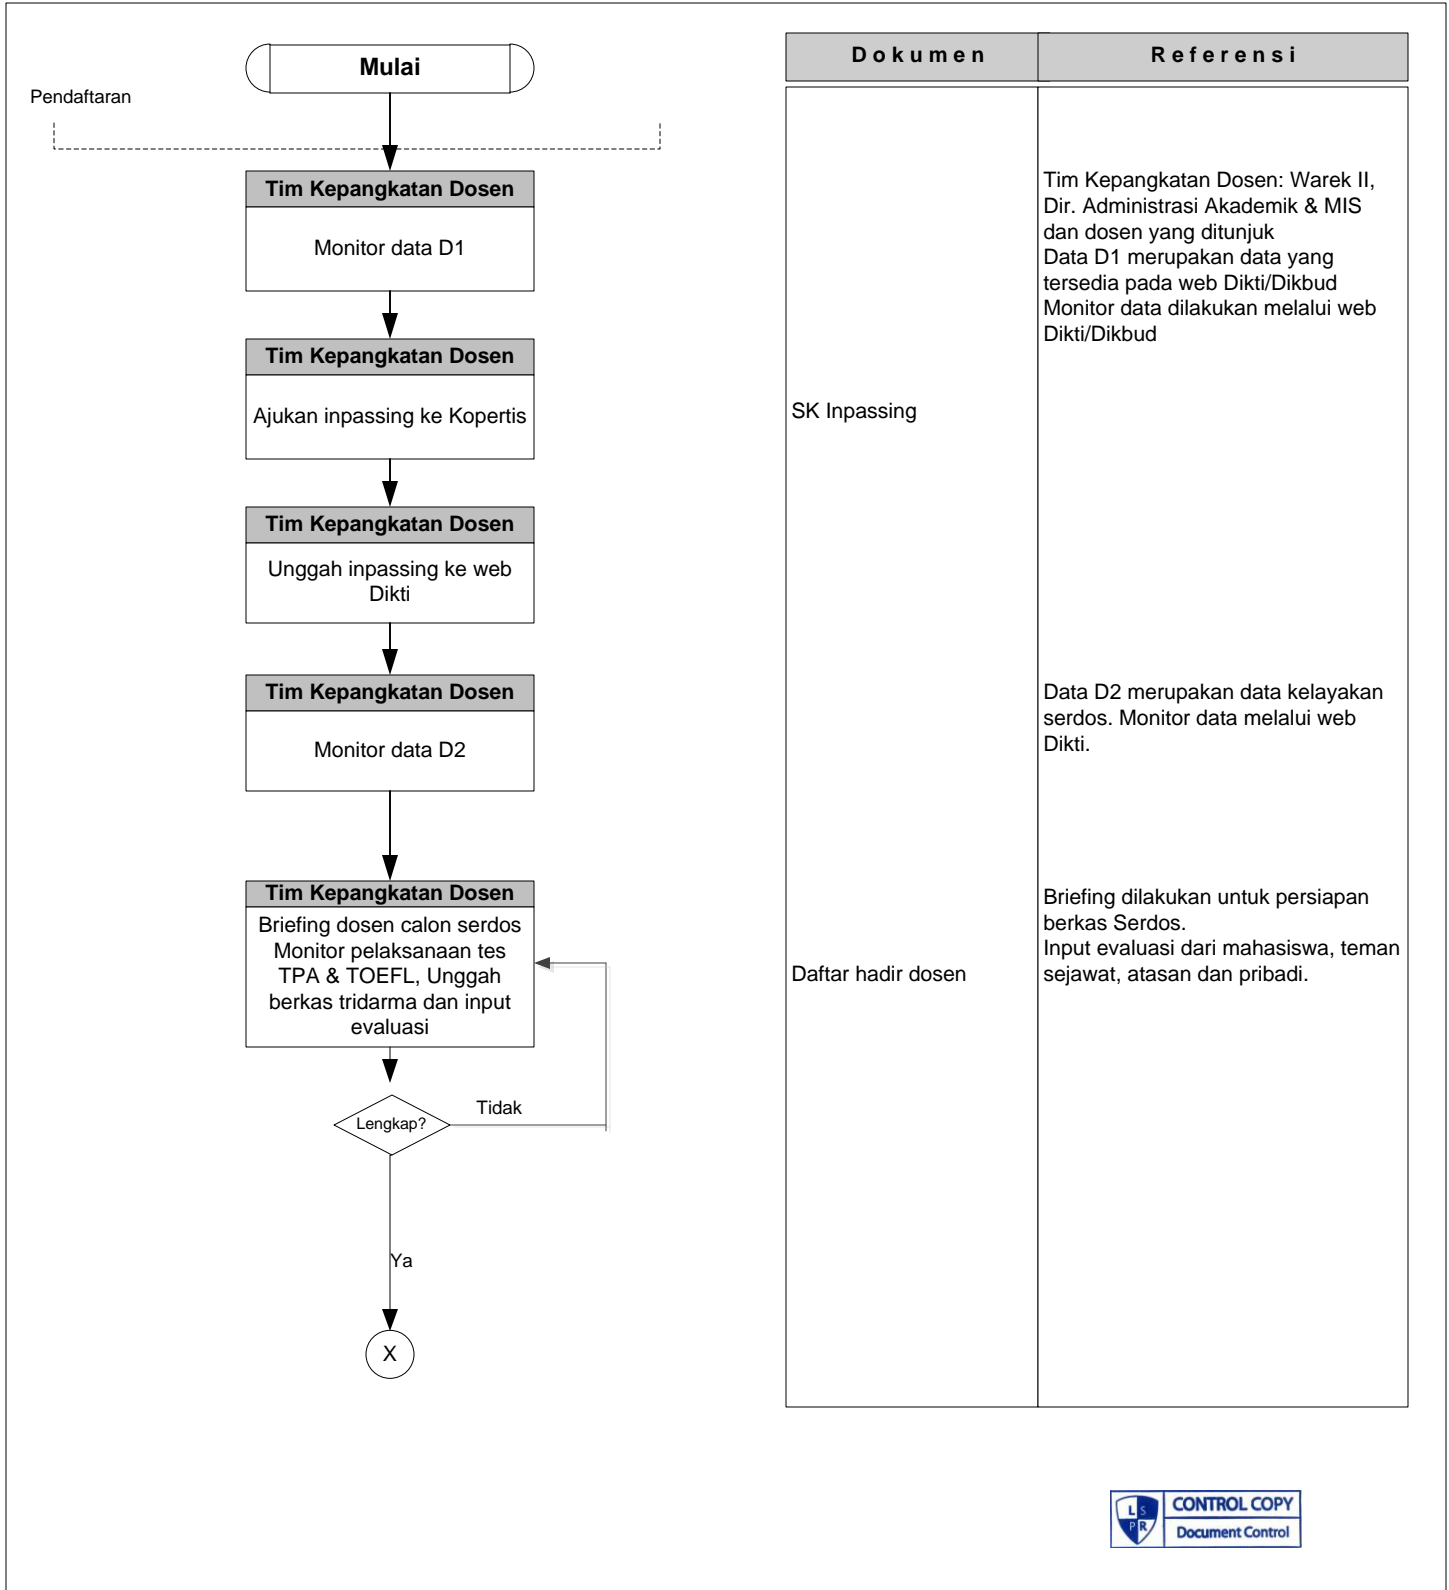 Mulai
Pendaftaran
Tim Kepangkatan Dosen
Monitor data D1
Tim Kepangkatan Dosen
Ajukan inpassing ke Kopertis
Tim Kepangkatan Dosen
Unggah inpassing ke web
Dikti
Tim Kepangkatan Dosen
Monitor data D2
Tim Kepangkatan Dosen
Briefing dosen calon serdos
Monitor pelaksanaan tes
TPA & TOEFL, Unggah
berkas tridarma dan input
evaluasi
Lengkap?
Tidak
Ya
X
Dokumen
Referensi
Tim Kepangkatan Dosen: Warek II,
Dir. Administrasi Akademik & MIS
dan dosen yang ditunjuk
Data D1 merupakan data yang
tersedia pada web Dikti/Dikbud
Monitor data dilakukan melalui web
Dikti/Dikbud
SK Inpassing
Data D2 merupakan data kelayakan
serdos. Monitor data melalui web
Dikti.
Daftar hadir dosen
Briefing dilakukan untuk persiapan
berkas Serdos.
Input evaluasi dari mahasiswa, teman
sejawat, atasan dan pribadi.
L S
P R
CONTROL COPY
Document Control